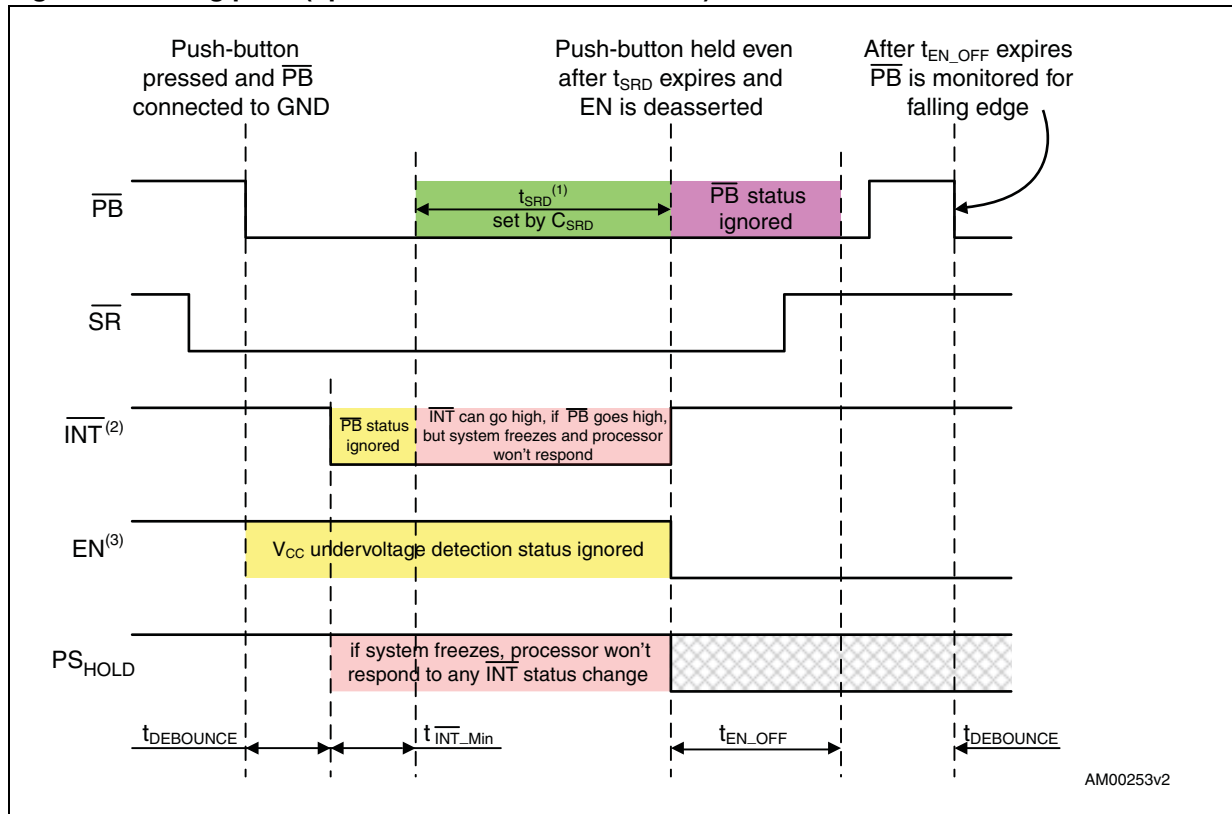 Push-button
pressed and PB
connected to GND
Push-button held even
after tSRD expires and
EN is deasserted
After tEN_OFF expires
PB is monitored for
falling edge
PB
tSRD(1)
set by CSRD
PB status
ignored
SR
INT(2)
PB status
ignored
INT can go high, if PB goes high,
but system freezes and processor
won't respond
EN(3)
VCC undervoltage detection status ignored
PSHOLD
if system freezes, processor won't
respond to any INT status change
tDEBOUNCE
tINT_Min
tEN_OFF
tDEBOUNCE
AM00253v2